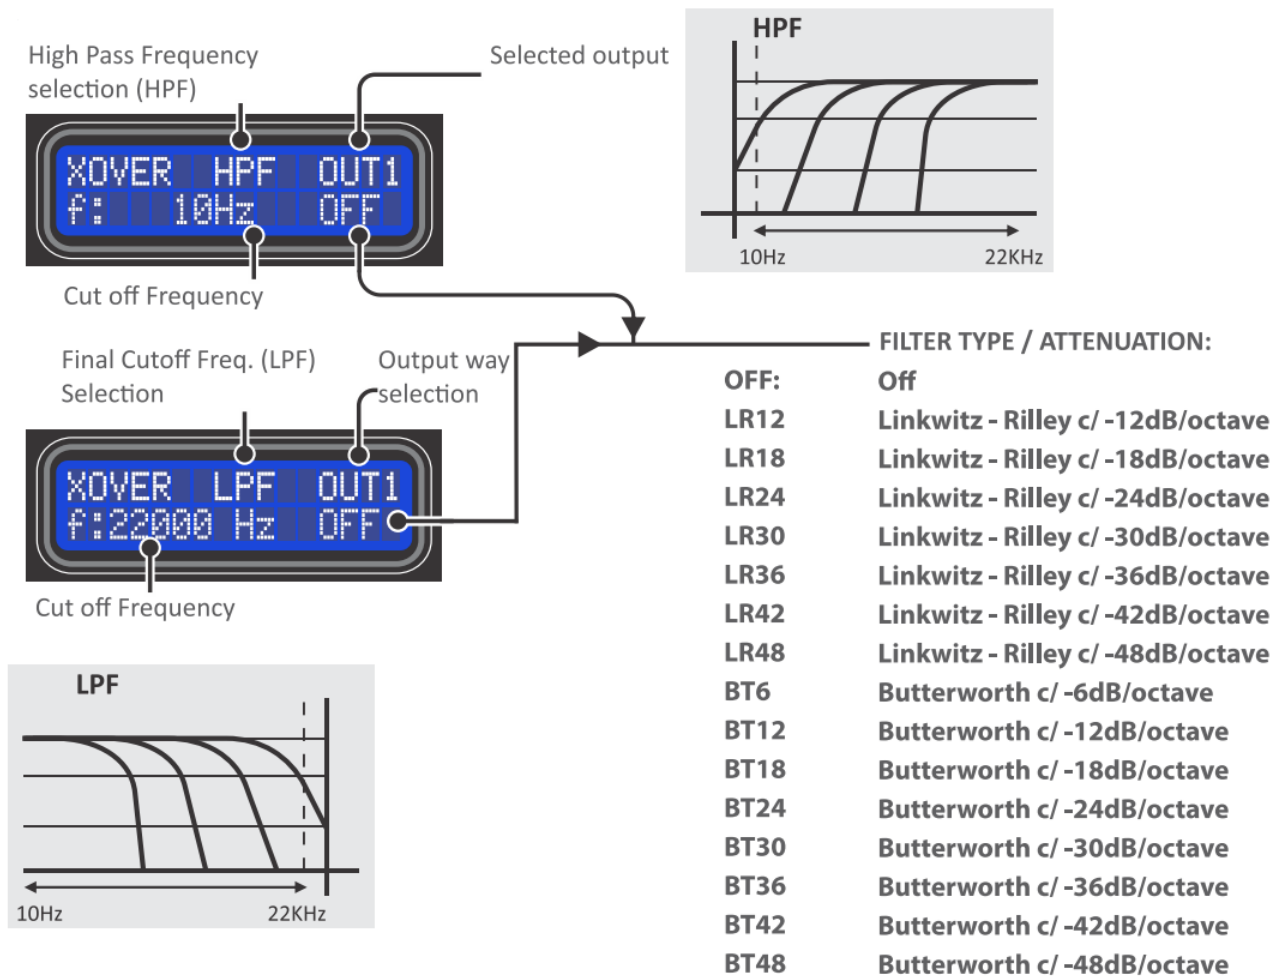 High Pass Frequency
selection (HPF)
Selected output
XOVER HPF OUT1
f: 10Hz OFF
Cut off Frequency
HPF
10Hz 22KHz
Final Cutoff Freq. (LPF)
Selection
Output way
selection
XOVER LPF OUT1
f:22000 Hz OFF
Cut off Frequency
LPF
10Hz 22KHz
FILTER TYPE / ATTENUATION:
OFF: Off
LR12 Linkwitz - Rilley c/ -12dB/octave
LR18 Linkwitz - Rilley c/ -18dB/octave
LR24 Linkwitz - Rilley c/ -24dB/octave
LR30 Linkwitz - Rilley c/ -30dB/octave
LR36 Linkwitz - Rilley c/ -36dB/octave
LR42 Linkwitz - Rilley c/ -42dB/octave
LR48 Linkwitz - Rilley c/ -48dB/octave
BT6 Butterworth c/ -6dB/octave
BT12 Butterworth c/ -12dB/octave
BT18 Butterworth c/ -18dB/octave
BT24 Butterworth c/ -24dB/octave
BT30 Butterworth c/ -30dB/octave
BT36 Butterworth c/ -36dB/octave
BT42 Butterworth c/ -42dB/octave
BT48 Butterworth c/ -48dB/octave